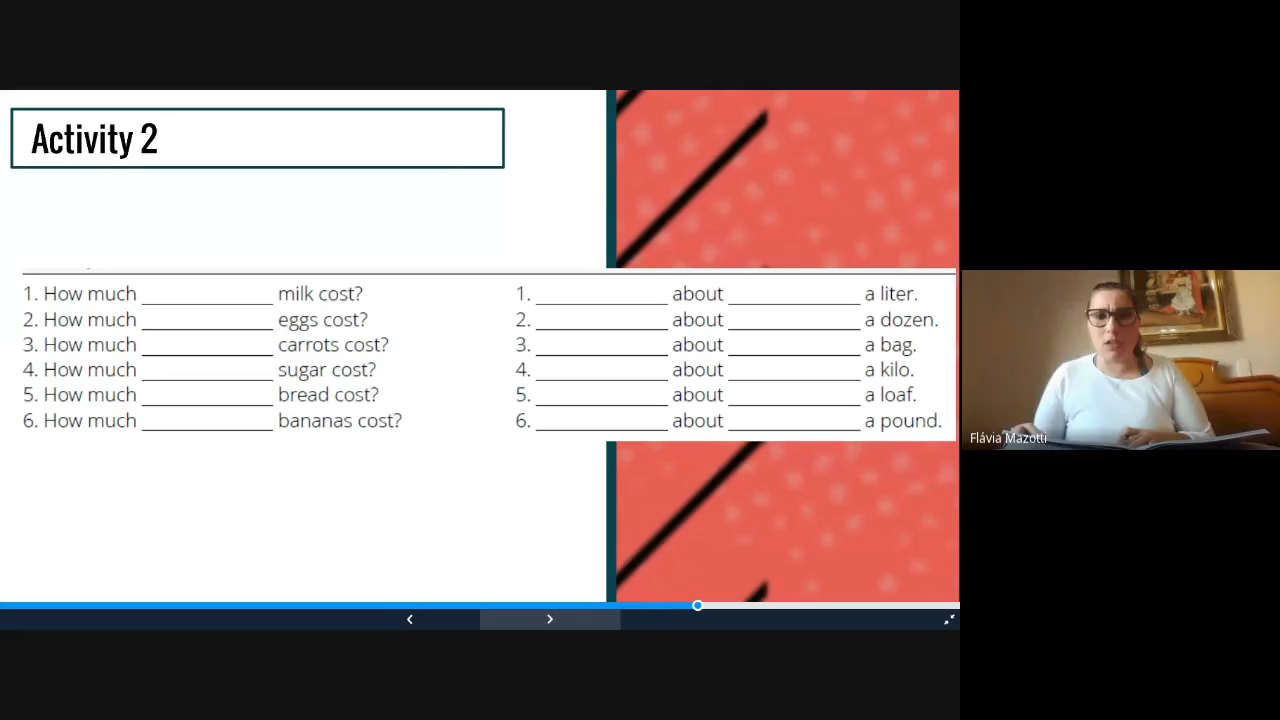 Activity 2
1. How much ____________ milk cost?
2. How much ____________ eggs cost?
3. How much ____________ carrots cost?
4. How much ____________ sugar cost?
5. How much ____________ bread cost?
6. How much ____________ bananas cost?
1. ____________ about ____________ a liter.
2. ____________ about ____________ a dozen.
3. ____________ about ____________ a bag.
4. ____________ about ____________ a kilo.
5. ____________ about ____________ a loaf.
6. ____________ about ____________ a pound.
Flávia Mazotti